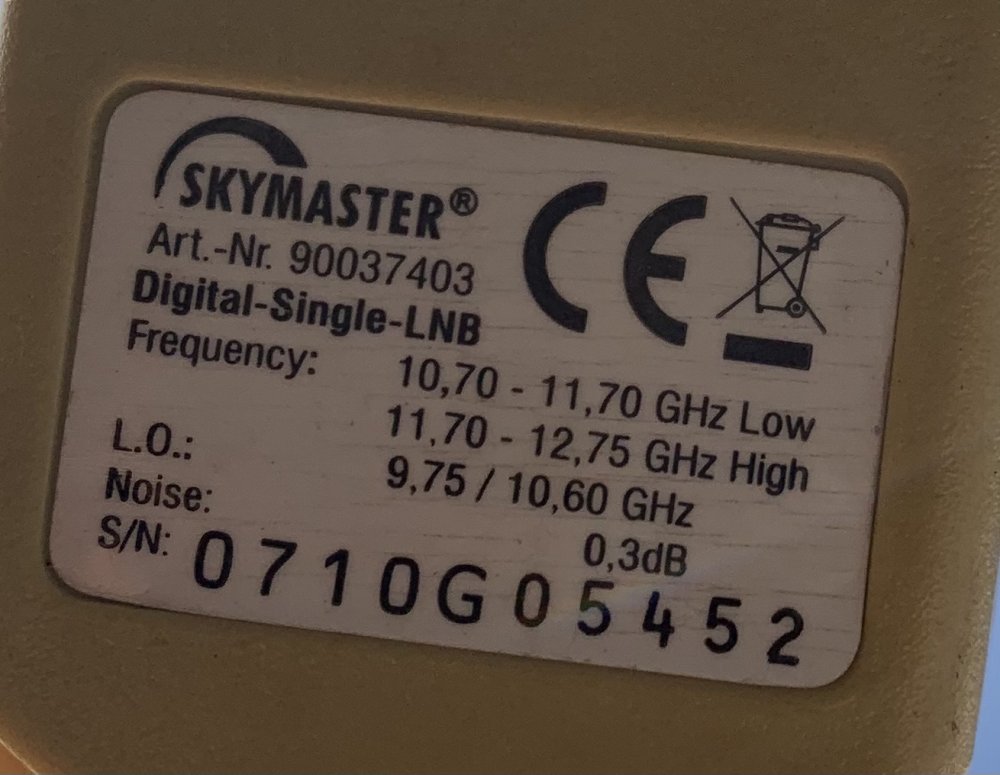 SKYMASTER®
CE
Art.-Nr. 90037403
Digital-Single-LNB
Frequency: 10,70 - 11,70 GHz Low
11,70 - 12,75 GHz High
L.O.: 9,75 / 10,60 GHz
Noise: 0,3dB
S/N: 0710G05452